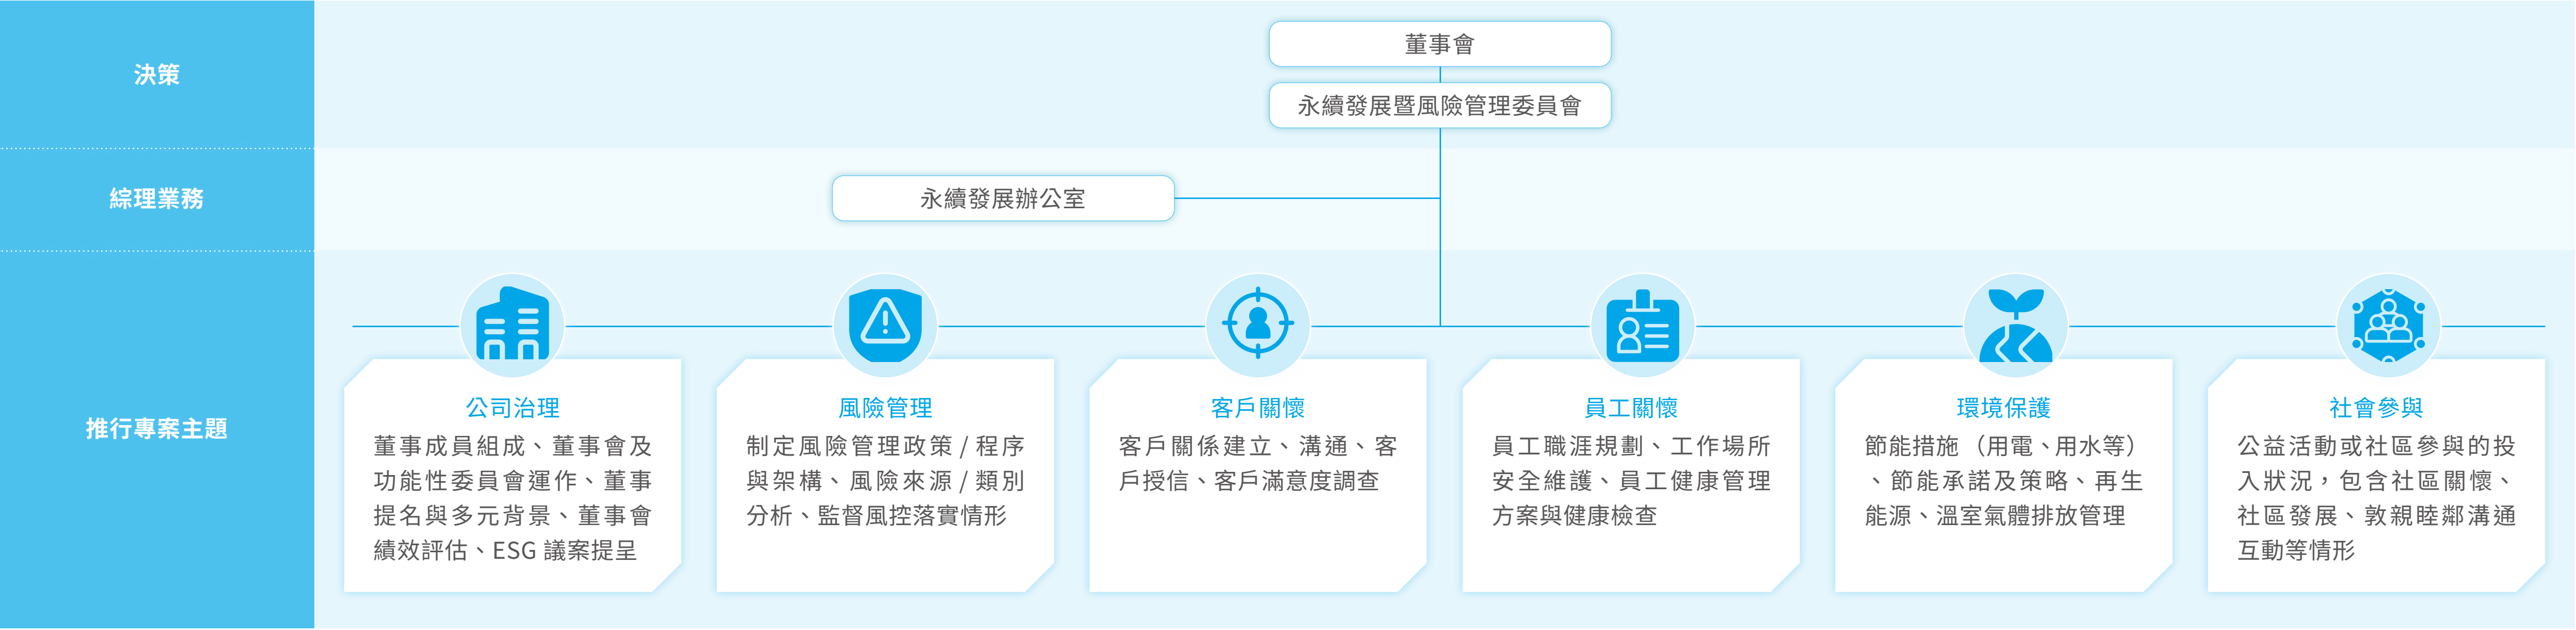 決策
董事會
永續發展暨風險管理委員會
綜理業務
永續發展辦公室
推行專案主題
公司治理
董事成員組成、董事會及
功能性委員會運作、董事
提名與多元背景、董事會
績效評估、ESG 議案提呈
風險管理
制定風險管理政策 / 程序
與架構、風險來源 / 類別
分析、監督風控落實情形
客戶關懷
客戶關係建立、溝通、客
戶授信、客戶滿意度調查
員工關懷
員工職涯規劃、工作場所
安全維護、員工健康管理
方案與健康檢查
環境保護
節能措施（用電、用水等）
、節能承諾及策略、再生
能源、溫室氣體排放管理
社會參與
公益活動或社區參與的投
入狀況，包含社區關懷、
社區發展、敦親睦鄰溝通
互動等情形